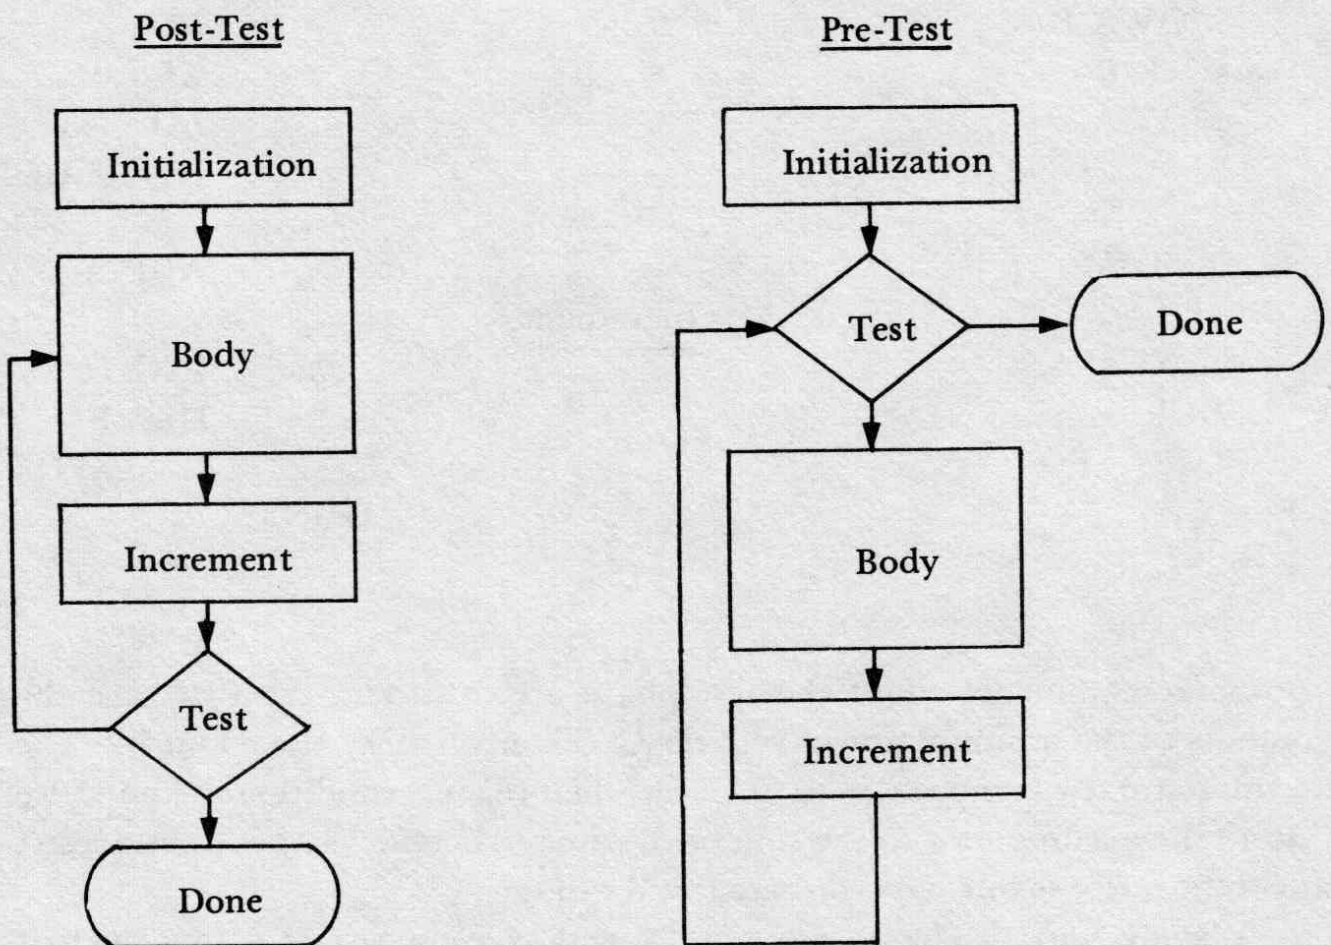 Post-Test
Initialization
Body
Increment
Test
Done
Pre-Test
Initialization
Test
Done
Body
Increment